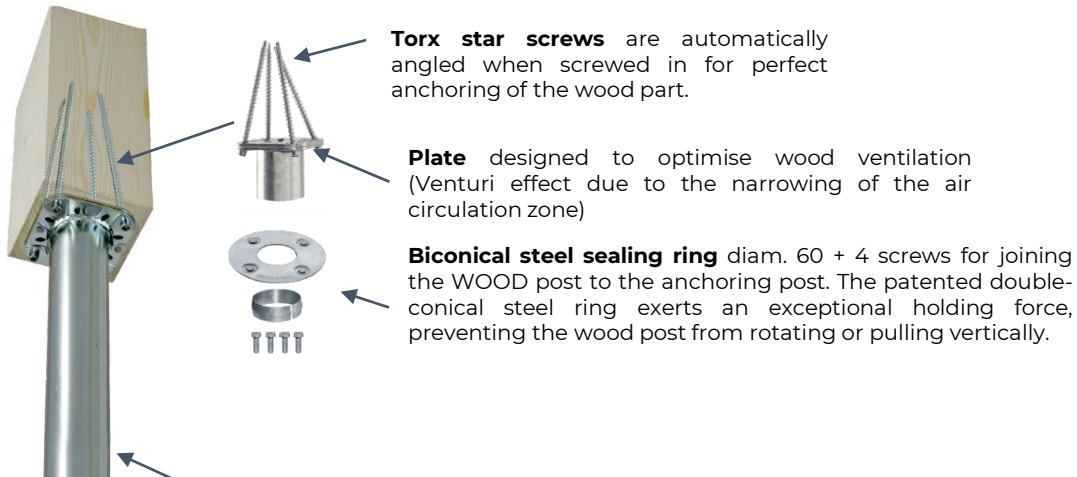 Torx star screws are automatically
angled when screwed in for perfect
anchoring of the wood part.
Plate designed to optimise wood ventilation
(Venturi effect due to the narrowing of the air
circulation zone)
Biconical steel sealing ring diam. 60 + 4 screws for joining
the WOOD post to the anchoring post. The patented double-
conical steel ring exerts an exceptional holding force,
preventing the wood post from rotating or pulling vertically.